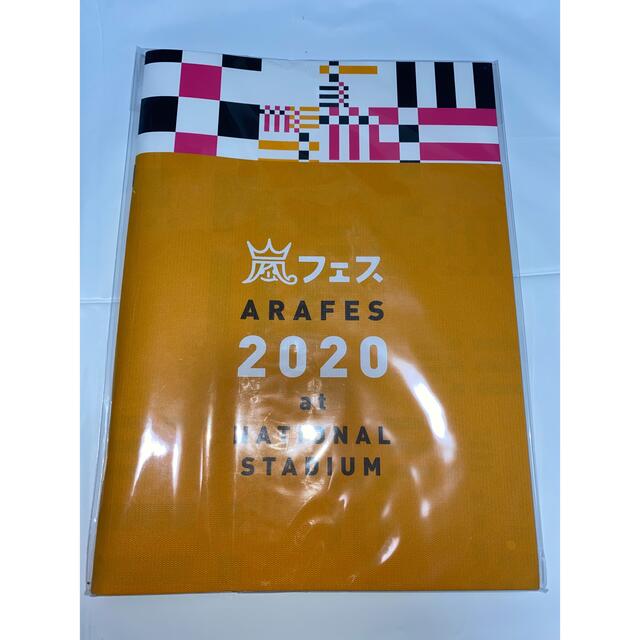 嵐フェス
ARAFES
2020
at
NATIONAL
STADIUM